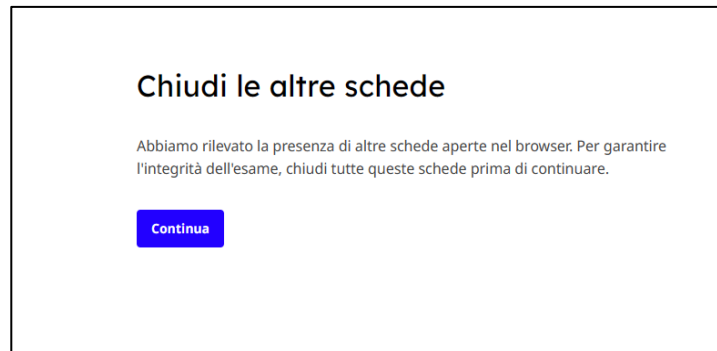 Chiudi le altre schede
Abbiamo rilevato la presenza di altre schede aperte nel browser. Per garantire
l'integrità dell'esame, chiudi tutte queste schede prima di continuare.
Continua